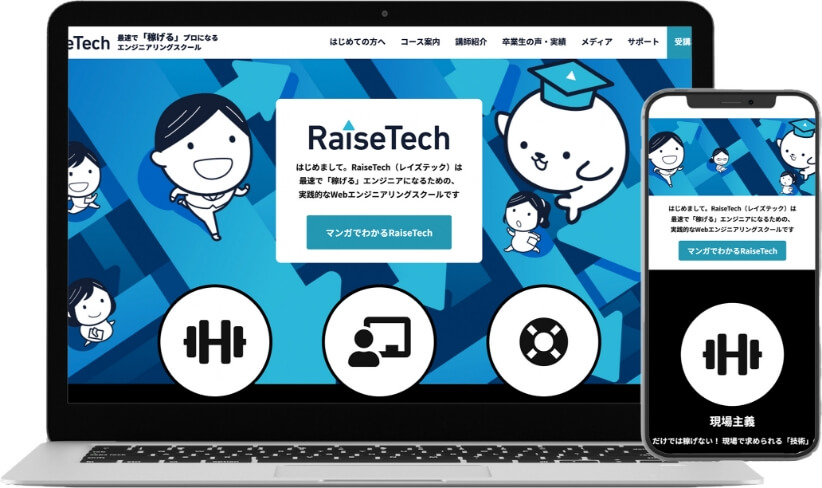 eTech
最速で「稼げる」プロになる
エンジニアリングスクール
はじめての方へ コース案内 講師紹介 卒業生の声・実績 メディア サポート 受講
RaiseTech
はじめまして。RaiseTech（レイズテック）は
最速で「稼げる」エンジニアになるための、
実践的なWebエンジニアリングスクールです
マンガでわかるRaiseTech
はじめまして。RaiseTech（レイズテック）は
最速で「稼げる」エンジニアになるための、
実践的なWebエンジニアリングスクールです
マンガでわかるRaiseTech
現場主義
だけでは稼げない！ 現場で求められる「技術」